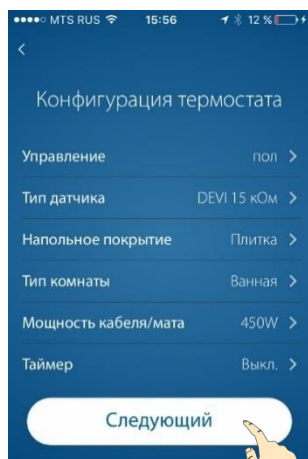 MTS RUS 15:56 12 %
Конфигурация термостата
Управление пол
Тип датчика DEVI 15 кОм
Напольное покрытие Плитка
Тип комнаты Ванная
Мощность кабеля/мата 450W
Таймер Выкл.
Следующий